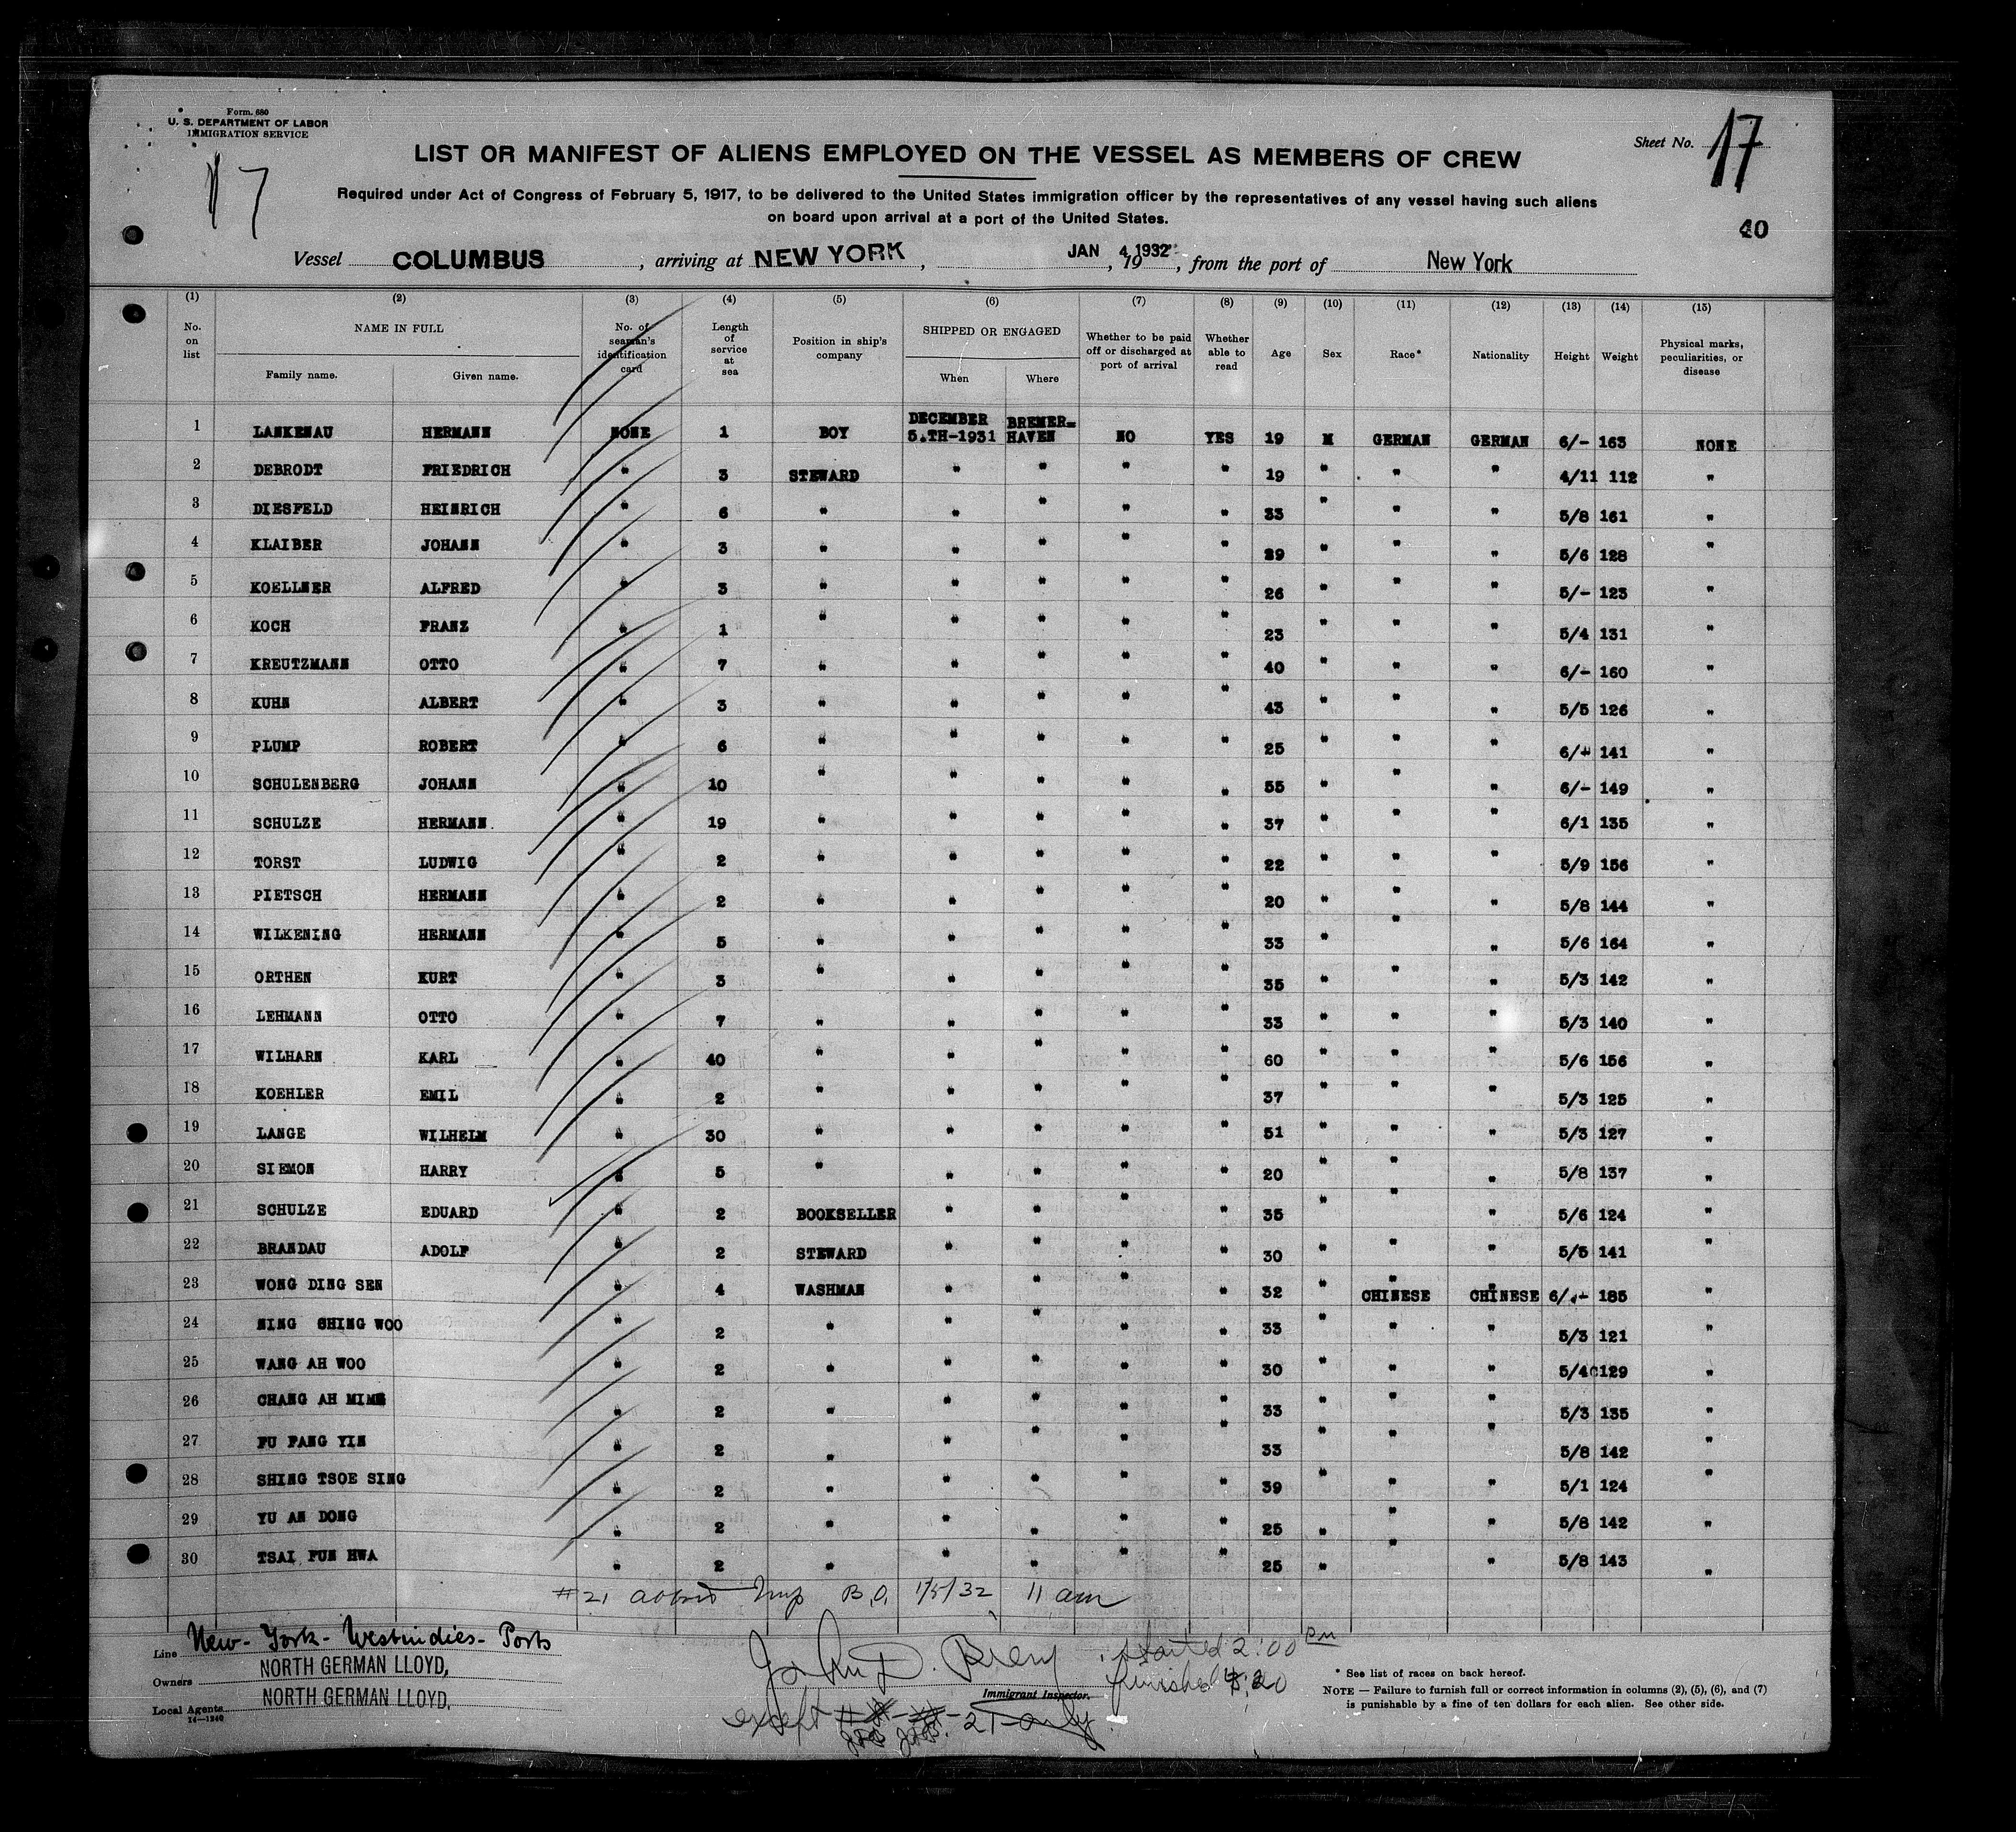 Form. 680
U. S. DEPARTMENT OF LABOR
IMMIGRATION SERVICE
17
Sheet No. 17
40
LIST OR MANIFEST OF ALIENS EMPLOYED ON THE VESSEL AS MEMBERS OF CREW
Required under Act of Congress of February 5, 1917, to be delivered to the United States immigration officer by the representatives of any vessel having such aliens
on board upon arrival at a port of the United States.
Vessel COLUMBUS, arriving at NEW YORK, JAN 4 1932, 19, from the port of New York
(1) (2) (3) (4) (5) (6) (7) (8) (9) (10) (11) (12) (13) (14) (15)
No. on list NAME IN FULL Family name. Given name. No. of seaman's identification card Length of service at sea Position in ship's company SHIPPED OR ENGAGED When Where Whether to be paid off or discharged at port of arrival Whether able to read Age Sex Race* Nationality Height Weight Physical marks, peculiarities, or disease
1 LANKENAU HERMANN NONE 1 BOY DECEMBER 5.TH-1931 BREMER=HAVEN NO YES 19 M GERMAN GERMAN 6/- 163 NONE
2 DEBRODT FRIEDRICH " 3 STEWARD " " " " 19 " " " 4/11 112 "
3 DIESFELD HEINRICH " 6 " " " " " 33 " " " 5/8 161 "
4 KLAIBER JOHANN " 3 " " " " " 29 " " " 5/6 128 "
5 KOELLNER ALFRED " 3 " " " " " 26 " " " 5/- 123 "
6 KOCH FRANZ " 1 " " " " " 23 " " " 5/4 131 "
7 KREUTZMANN OTTO " 7 " " " " " 40 " " " 6/- 160 "
8 KUHN ALBERT " 3 " " " " " 43 " " " 5/5 126 "
9 PLUMP ROBERT " 6 " " " " " 25 " " " 6/- 141 "
10 SCHULENBERG JOHANN " 10 " " " " " 55 " " " 6/- 149 "
11 SCHULZE HERMANN. " 19 " " " " " 37 " " " 6/1 135 "
12 TORST LUDWIG " 2 " " " " " 22 " " " 5/9 156 "
13 PIETSCH HERMANN " 2 " " " " " 20 " " " 5/8 144 "
14 WILKENING HERMANN " 5 " " " " " 33 " " " 5/6 164 "
15 ORTHEN KURT " 3 " " " " " 35 " " " 5/3 142 "
16 LEHMANN OTTO " 7 " " " " " 33 " " " 5/3 140 "
17 WILHARN KARL " 40 " " " " " 60 " " " 5/6 156 "
18 KOEHLER EMIL " 2 " " " " " 37 " " " 5/3 125 "
19 LANGE WILHELM " 30 " " " " " 51 " " " 5/3 127 "
20 SIEMON HARRY " 5 " " " " " 20 " " " 5/8 137 "
21 SCHULZE EDUARD " 2 BOOKSELLER " " " " 35 " " " 5/6 124 "
22 BRANDAU ADOLF " 2 STEWARD " " " " 30 " " " 5/5 141 "
23 WONG DING SEN " 4 WASHMAN " " " " 32 " CHINESE CHINESE 6/- 185 "
24 NING CHING WOO " 2 " " " " " 33 " " " 5/3 121 "
25 WANG AH WOO " 2 " " " " " 30 " " " 5/4 129 "
26 CHANG AH MING " 2 " " " " " 33 " " " 5/3 135 "
27 FU FANG YIN " 2 " " " " " 33 " " " 5/8 142 "
28 SHING TSOE SING " 2 " " " " " 39 " " " 5/1 124 "
29 YU AN DONG " 2 " " " " " 25 " " " 5/8 142 "
30 TSAI FUN HWA " 2 " " " " " 25 " " " 5/8 143 "
#21 B.O. 1/5/32 11 am
Line New-York-Westindies-Ports
Owners NORTH GERMAN LLOYD,
Local Agents NORTH GERMAN LLOYD,
14-1240
John D. started 2:00 PM
finished 4:20
Immigrant Inspector.
except 21 only
* See list of races on back hereof.
NOTE — Failure to furnish full or correct information in columns (2), (5), (6), and (7)
is punishable by a fine of ten dollars for each alien. See other side.